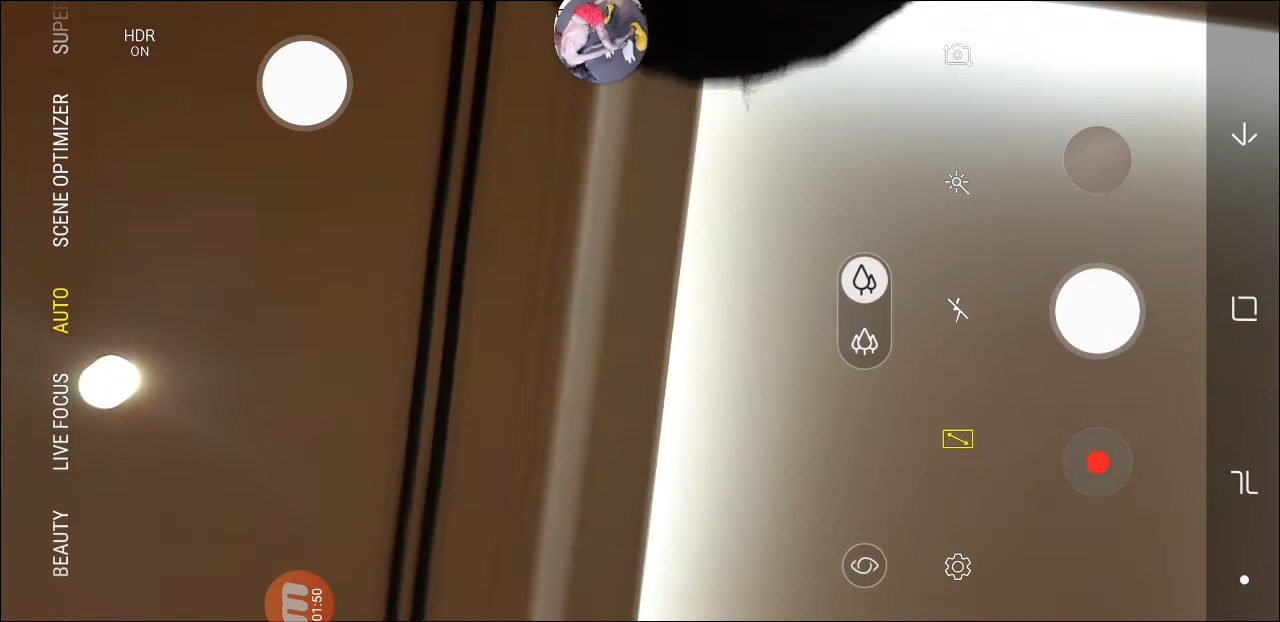 HDR
ON
SUPER
SCENE OPTIMIZER
AUTO
LIVE FOCUS
BEAUTY
m
01:50